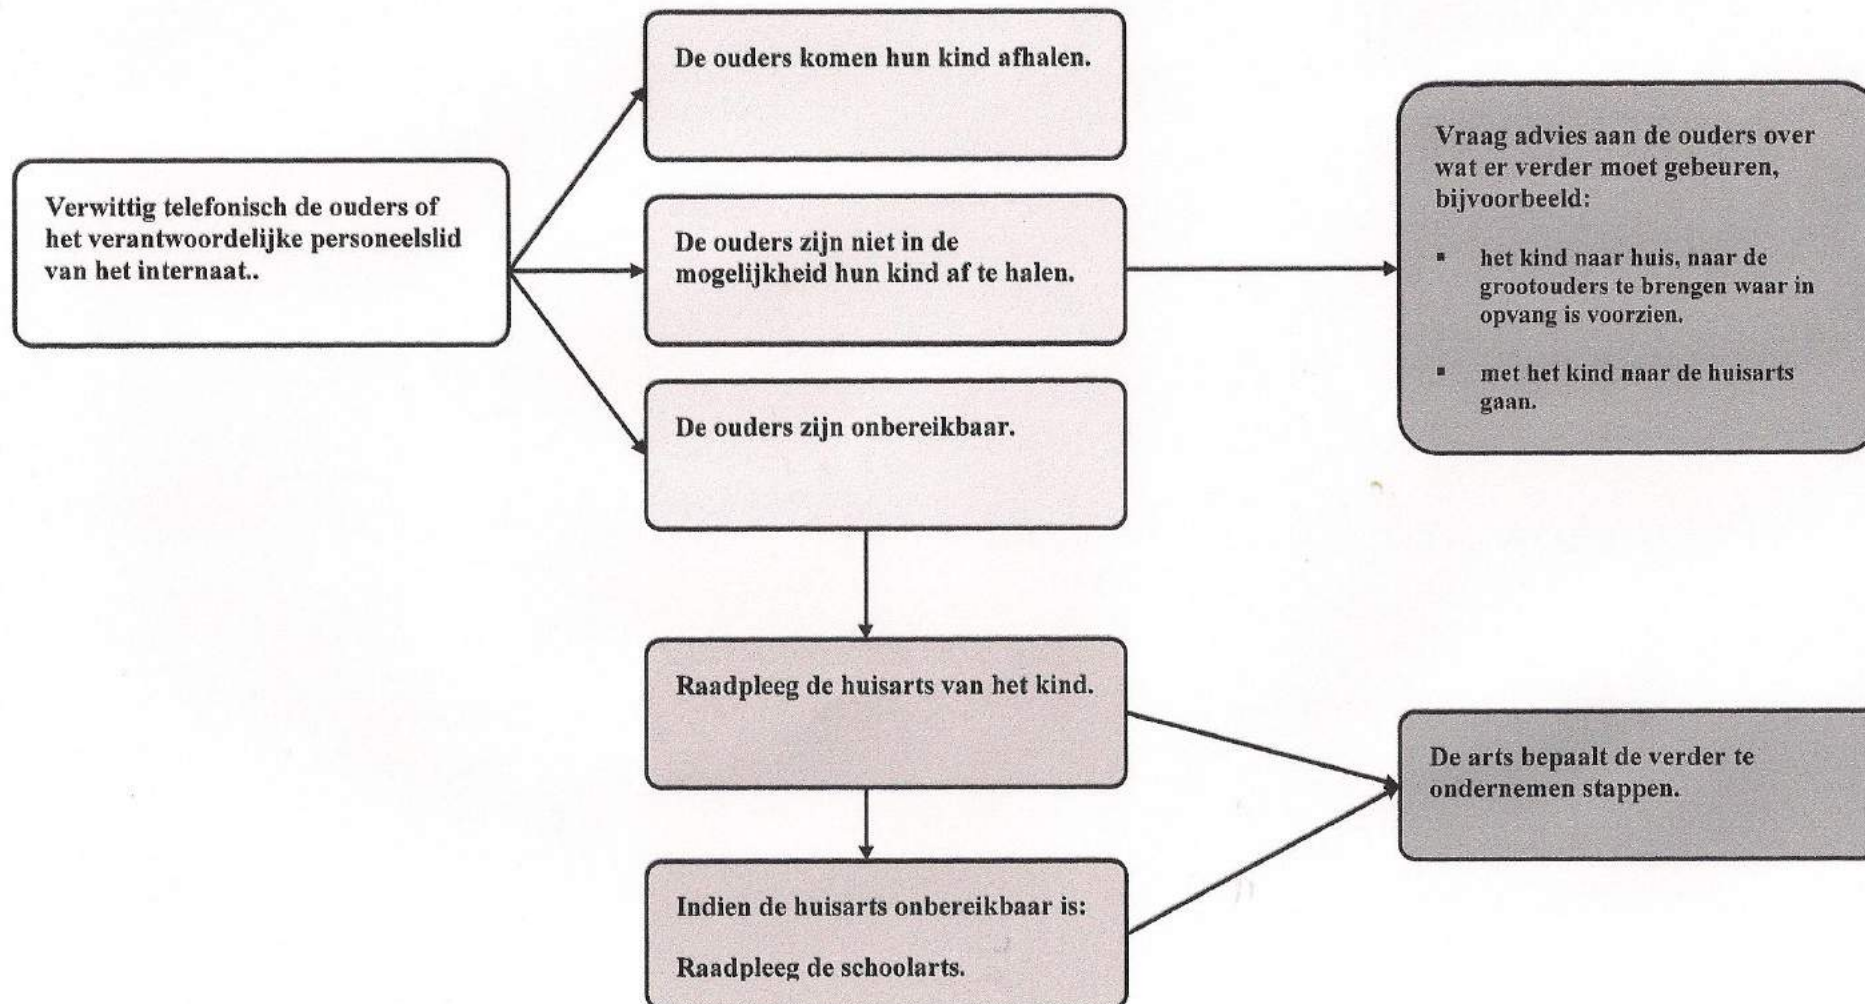 De ouders komen hun kind afhalen.
Verwittig telefonisch de ouders of
het verantwoordelijke personeelslid
van het internaat..
De ouders zijn niet in de
mogelijkheid hun kind af te halen.
De ouders zijn onbereikbaar.
Vraag advies aan de ouders over
wat er verder moet gebeuren,
bijvoorbeeld:
▪ het kind naar huis, naar de
grootouders te brengen waar in
opvang is voorzien.
▪ met het kind naar de huisarts
gaan.
Raadpleeg de huisarts van het kind.
De arts bepaalt de verder te
ondernemen stappen.
Indien de huisarts onbereikbaar is:
Raadpleeg de schoolarts.